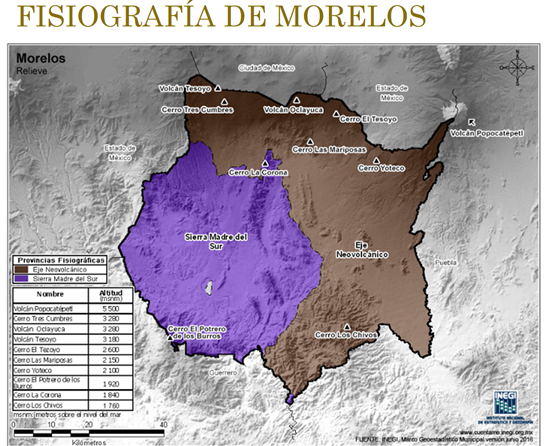 FISIOGRAFÍA DE MORELOS
Morelos
Relieve
Ciudad de México
Estado de México
Estado de México
Volcán Tesoyo
Cerro Tres Cumbres
Volcán Oclayuca
Cerro El Tesoyo
Volcán Popocatépetl
Cerro Las Mariposas
Cerro Yoteco
Cerro La Corona
Sierra Madre del Sur
Eje Neovolcánico
Puebla
Cerro El Potrero de los Burros
Cerro Los Chivos
Guerrero
Provincias Fisiográficas
Eje Neovolcánico
Sierra Madre del Sur
Nombre Altitud (msnm)
Volcán Popocatépetl 5 500
Cerro Tres Cumbres 3 280
Volcán Oclayuca 3 280
Volcán Tesoyo 3 180
Cerro El Tezoyo 2 600
Cerro Las Mariposas 2 150
Cerro Yoteco 2 100
Cerro El Potrero de los Burros 1 920
Cerro La Corona 1 840
Cerro Los Chivos 1 760
msnm: metros sobre el nivel del mar
0 10 20 40
Kilómetros
INEGI
INSTITUTO NACIONAL DE ESTADÍSTICA Y GEOGRAFÍA
www.cuentame.inegi.org.mx
FUENTE: INEGI. Marco Geoestadístico Municipal versión junio 2016